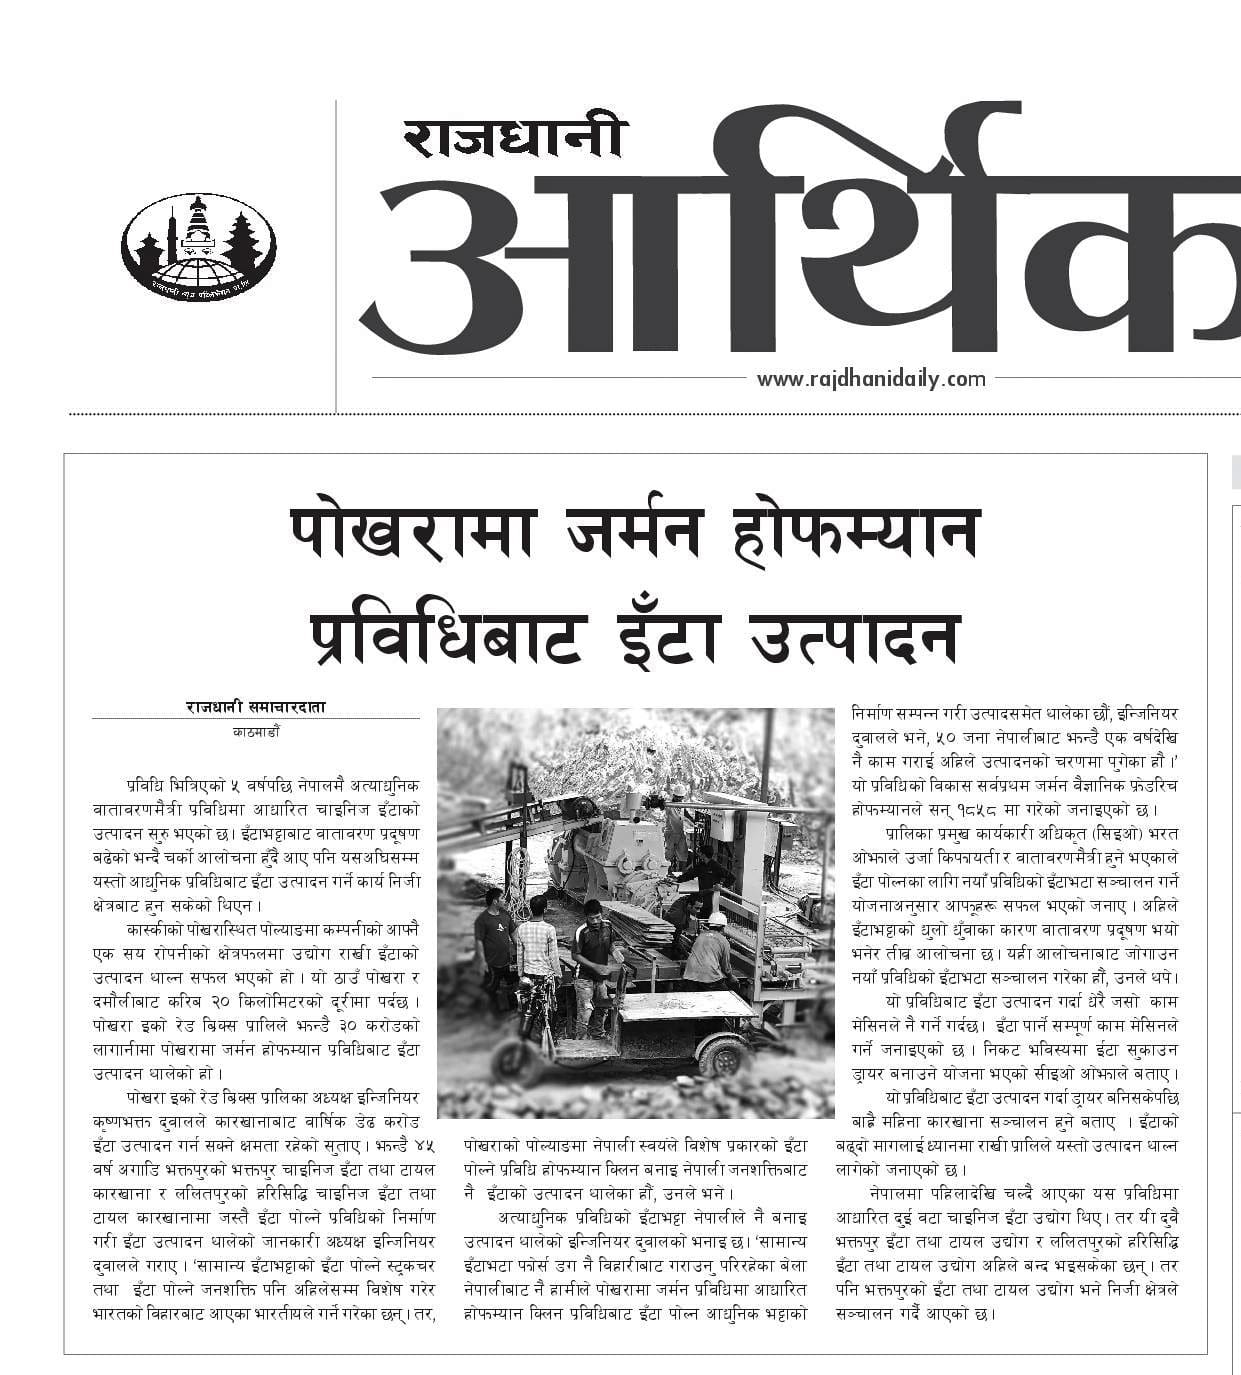 राजधानी
आर्थिक
www.rajdhanidaily.com
पोखरामा जर्मन होफम्यान
प्रविधिबाट इँटा उत्पादन
राजधानी समाचारदाता
काठमाडौं
प्रविधि भित्रिएको ५ वर्षपछि नेपालमै अत्याधुनिक
वातावरणमैत्री प्रविधिमा आधारित चाइनिज इँटाको
उत्पादन सुरु भएको छ। इँटाभट्टाबाट वातावरण प्रदूषण
बढेको भन्दै चर्को आलोचना हुँदै आए पनि यसअघिसम्म
यस्तो आधुनिक प्रविधिबाट इँटा उत्पादन गर्ने कार्य निजी
क्षेत्रबाट हुन सकेको थिएन ।
कास्कीको पोखरास्थित पोल्याङमा कम्पनीको आफ्नै
एक सय रोपनीको क्षेत्रफलमा उद्योग राखी इँटाको
उत्पादन थाल्न सफल भएको हो । यो ठाउँ पोखरा र
दमौलीबाट करिब २० किलोमिटरको दूरीमा पर्दछ ।
पोखरा इको रेड ब्रिक्स प्रालिले झन्डै ३० करोडको
लागानीमा पोखरामा जर्मन होफम्यान प्रविधिबाट इँटा
उत्पादन थालेको हो ।
पोखरा इको रेड ब्रिक्स प्रालिका अध्यक्ष इन्जिनियर
कृष्णभक्त दुवालले कारखानाबाट वार्षिक डेढ करोड
इँटा उत्पादन गर्न सक्ने क्षमता रहेको सुताए । झन्डै ४५
वर्ष अगाडि भक्तपुरको भक्तपुर चाइनिज इँटा तथा टायल
कारखाना र ललितपुरको हरिसिद्धि चाइनिज इँटा तथा
टायल कारखानामा जस्तै इँटा पोल्ने प्रविधिको निर्माण
गरी इँटा उत्पादन थालेको जानकारी अध्यक्ष इन्जिनियर
दुवालले गराए । 'सामान्य इँटाभट्टाको इँटा पोल्ने स्ट्रकचर
तथा इँटा पोल्ने जनशक्ति पनि अहिलेसम्म विशेष गरेर
भारतको विहारबाट आएका भारतीयले गर्ने गरेका छन्। तर,
पोखराको पोल्याङमा नेपाली स्वयंले विशेष प्रकारको इँटा
पोल्ने प्रविधि होफम्यान क्लिन बनाइ नेपाली जनशक्तिबाट
नै इँटाको उत्पादन थालेका हौं, उनले भने ।
अत्याधुनिक प्रविधिको इँटाभट्टा नेपालीले नै बनाइ
उत्पादन थालेको इन्जिनियर दुवालको भनाइ छ। 'सामान्य
इँटाभटा फोर्स डग नै विहारीबाट गराउनु परिरहेका बेला
नेपालीबाट नै हामीले पोखरामा जर्मन प्रविधिमा आधारित
होफम्यान क्लिन प्रविधिबाट इँटा पोल्न आधुनिक भट्टाको
निर्माण सम्पन्न गरी उत्पादसमेत थालेका छौं, इन्जिनियर
दुवालले भने, ५० जना नेपालीबाट झन्डै एक वर्षदेखि
नै काम गराई अहिले उत्पादनको चरणमा पुगेका हौ ।'
यो प्रविधिको विकास सर्वप्रथम जर्मन वैज्ञानिक फ्रेडरिच
होफम्यानले सन् १८५८ मा गरेको जनाइएको छ ।
प्रालिका प्रमुख कार्यकारी अधिकृत (सिइओ) भरत
ओझाले उर्जा किफायती र वातावरणमैत्री हुने भएकाले
इँटा पोल्नका लागि नयाँ प्रविधिको इँटाभटा सञ्चालन गर्ने
योजनाअनुसार आफूहरू सफल भएको जनाए । अहिले
इँटाभट्टाको धुलो धुँवाका कारण वातावरण प्रदूषण भयो
भनेर तीव्र आलोचना छ । यही आलोचनाबाट जोगाउन
नयाँ प्रविधिको इँटाभटा सञ्चालन गरेका हौं, उनले थपे ।
यो प्रविधिबाट इँटा उत्पादन गर्दा धेरै जसो काम
मेसिनले नै गर्ने गर्दछ। इँटा पार्ने सम्पूर्ण काम मेसिनले
गर्ने जनाइएको छ । निकट भविस्यमा ईटा सुकाउन
ड्रायर बनाउने योजना भएको सीइओ ओझाले बताए ।
यो प्रविधिबाट इँटा उत्पादन गर्दा ड्रायर बनिसकेपछि
बाह्रै महिना कारखाना सञ्चालन हुने बताए । इँटाको
बढ्दो मागलाई ध्यानमा राखी प्रालिले यस्तो उत्पादन थाल्न
लागेको जनाएको छ ।
नेपालमा पहिलादेखि चल्दै आएका यस प्रविधिमा
आधारित दुई वटा चाइनिज इँटा उद्योग थिए। तर यी दुवै
भक्तपुर इँटा तथा टायल उद्योग र ललितपुरको हरिसिद्धि
इँटा तथा टायल उद्योग अहिले बन्द भइसकेका छन् । तर
पनि भक्तपुरको इँटा तथा टायल उद्योग भने निजी क्षेत्रले
सञ्चालन गर्दै आएको छ।